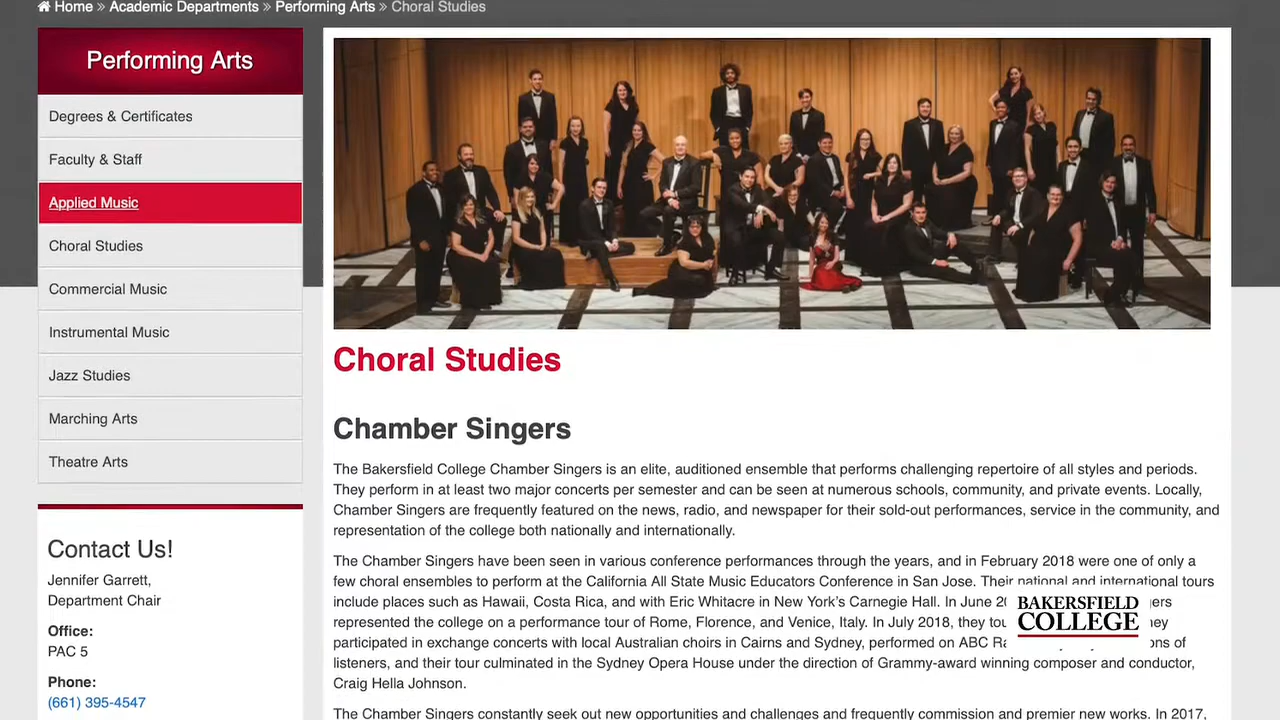 Home » Academic Departments » Performing Arts » Choral Studies
Performing Arts
Degrees & Certificates
Faculty & Staff
Applied Music
Choral Studies
Commercial Music
Instrumental Music
Jazz Studies
Marching Arts
Theatre Arts
Contact Us!
Jennifer Garrett,
Department Chair
Office:
PAC 5
Phone:
(661) 395-4547
Choral Studies
Chamber Singers
The Bakersfield College Chamber Singers is an elite, auditioned ensemble that performs challenging repertoire of all styles and periods.
They perform in at least two major concerts per semester and can be seen at numerous schools, community, and private events. Locally,
Chamber Singers are frequently featured on the news, radio, and newspaper for their sold-out performances, service in the community, and
representation of the college both nationally and internationally.
The Chamber Singers have been seen in various conference performances through the years, and in February 2018 were one of only a
few choral ensembles to perform at the California All State Music Educators Conference in San Jose. Their national and international tours
include places such as Hawaii, Costa Rica, and with Eric Whitacre in New York's Carnegie Hall. In June
represented the college on a performance tour of Rome, Florence, and Venice, Italy. In July 2018, they
participated in exchange concerts with local Australian choirs in Cairns and Sydney, performed on ABC
listeners, and their tour culminated in the Sydney Opera House under the direction of Grammy-award winning composer and conductor,
Craig Hella Johnson.
The Chamber Singers constantly seek out new opportunities and challenges and frequently commission and premier new works. In 2017,
BAKERSFIELD
COLLEGE